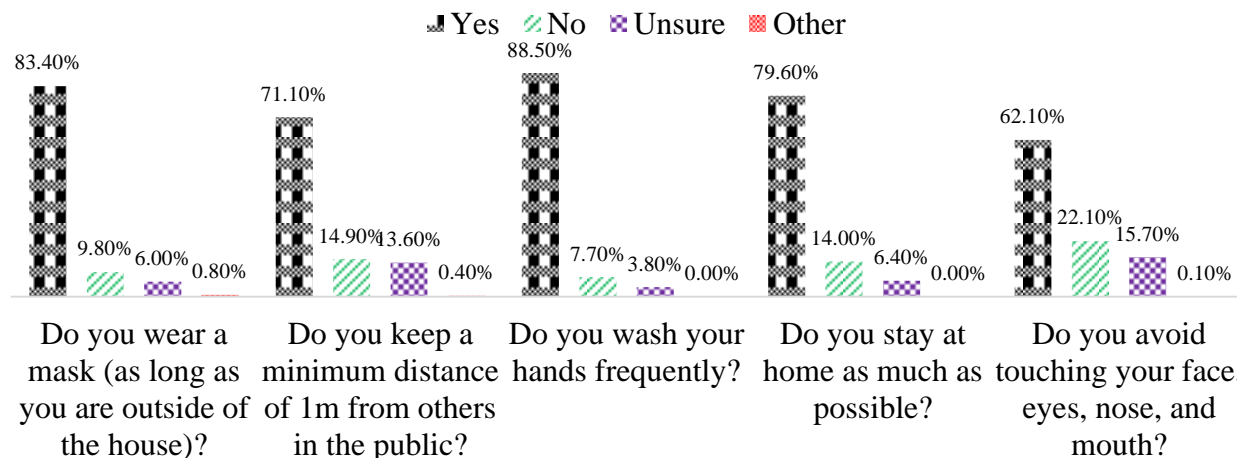 Yes No Unsure Other
83.40% 9.80% 6.00% 0.80%
71.10% 14.90% 13.60% 0.40%
88.50% 7.70% 3.80% 0.00%
79.60% 14.00% 6.40% 0.00%
62.10% 22.10% 15.70% 0.10%
Do you wear a
mask (as long as
you are outside of
the house)?
Do you keep a
minimum distance
of 1m from others
in the public?
Do you wash your
hands frequently?
Do you stay at
home as much as
possible?
Do you avoid
touching your face,
eyes, nose, and
mouth?